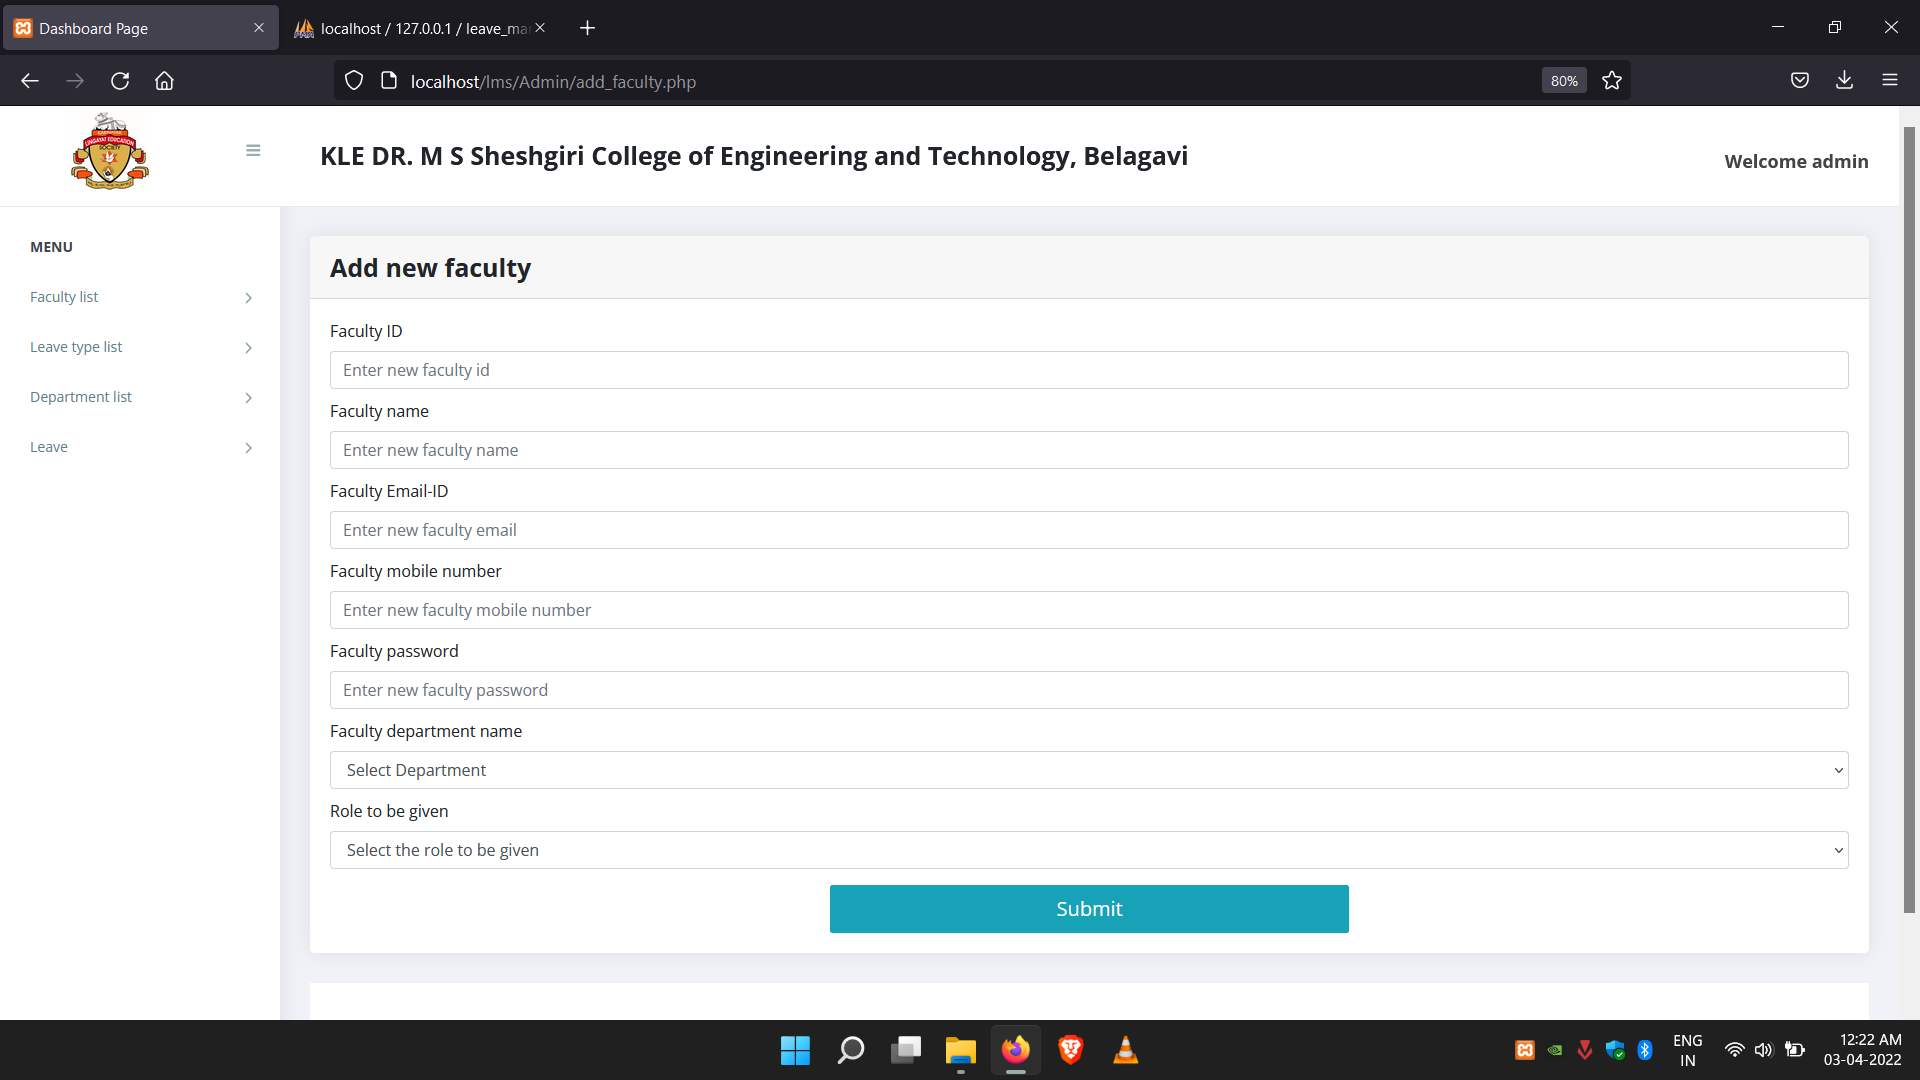 Dashboard Page
localhost / 127.0.0.1 / leave_ma
localhost/lms/Admin/add_faculty.php
80%
LINGAYAT EDUCATION
SOCIETY
KLE DR. M S Sheshgiri College of Engineering and Technology, Belagavi
Welcome admin
MENU
Faculty list
Leave type list
Department list
Leave
Add new faculty
Faculty ID
Enter new faculty id
Faculty name
Enter new faculty name
Faculty Email-ID
Enter new faculty email
Faculty mobile number
Enter new faculty mobile number
Faculty password
Enter new faculty password
Faculty department name
Select Department
Role to be given
Select the role to be given
Submit
ENG
IN
12:22 AM
03-04-2022